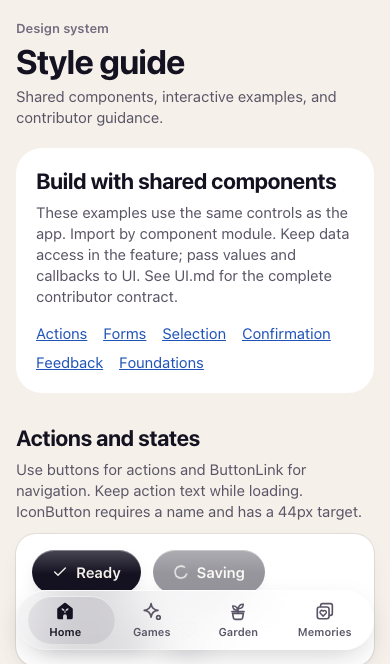 Design system
Style guide
Shared components, interactive examples, and
contributor guidance.
Build with shared components
These examples use the same controls as the
app. Import by component module. Keep data
access in the feature; pass values and
callbacks to UI. See UI.md for the complete
contributor contract.
Actions Forms Selection Confirmation
Feedback Foundations
Actions and states
Use buttons for actions and ButtonLink for
navigation. Keep action text while loading.
IconButton requires a name and has a 44px target.
Ready Saving
Home Games Garden Memories